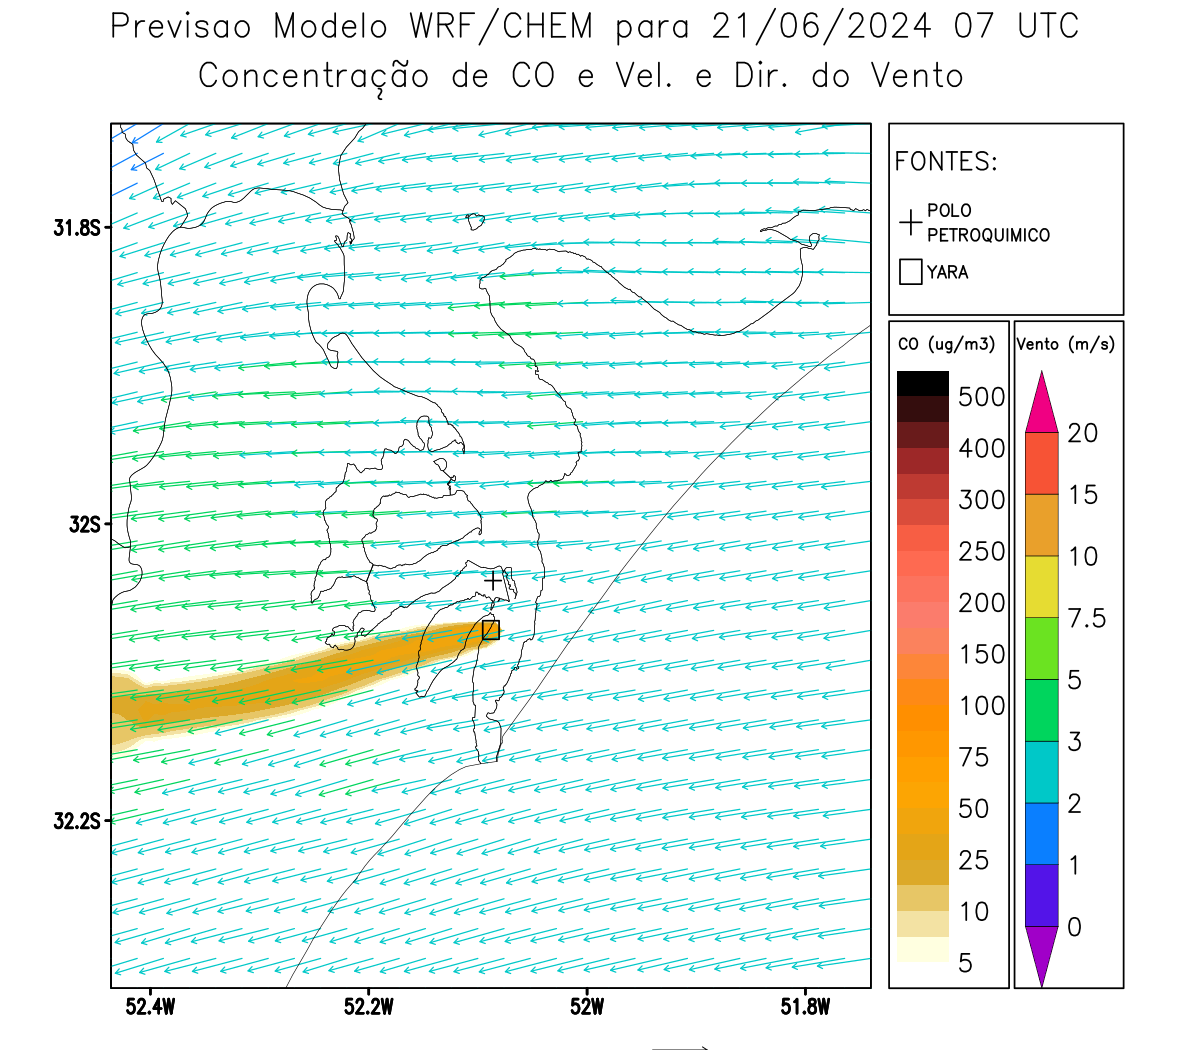 Previsao Modelo WRF/CHEM para 21/06/2024 07 UTC
Concentração de CO e Vel. e Dir. do Vento
FONTES:
POLO
PETROQUIMICO
YARA
CO (ug/m3)
500
400
300
250
200
150
100
75
50
25
10
5
Vento (m/s)
20
15
10
7.5
5
3
2
1
0
31.8S
32S
32.2S
52.4W
52.2W
52W
51.8W